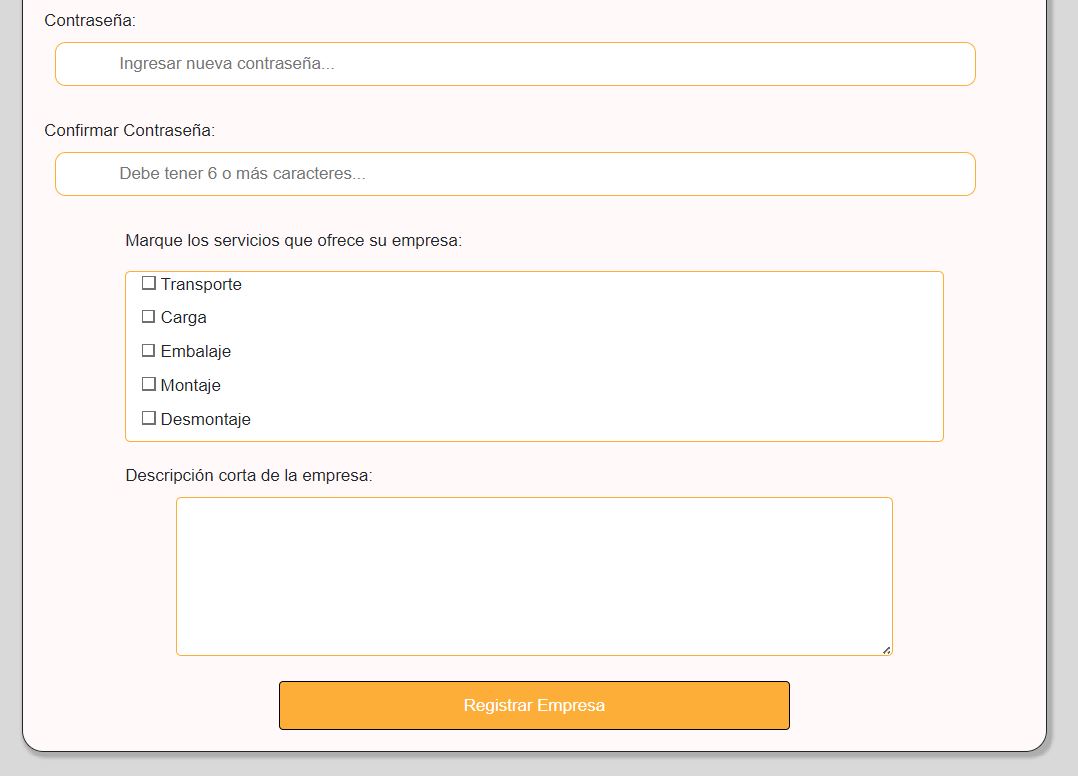 Contraseña:
Ingresar nueva contraseña...
Confirmar Contraseña:
Debe tener 6 o más caracteres...
Marque los servicios que ofrece su empresa:
Transporte
Carga
Embalaje
Montaje
Desmontaje
Descripción corta de la empresa:
Registrar Empresa